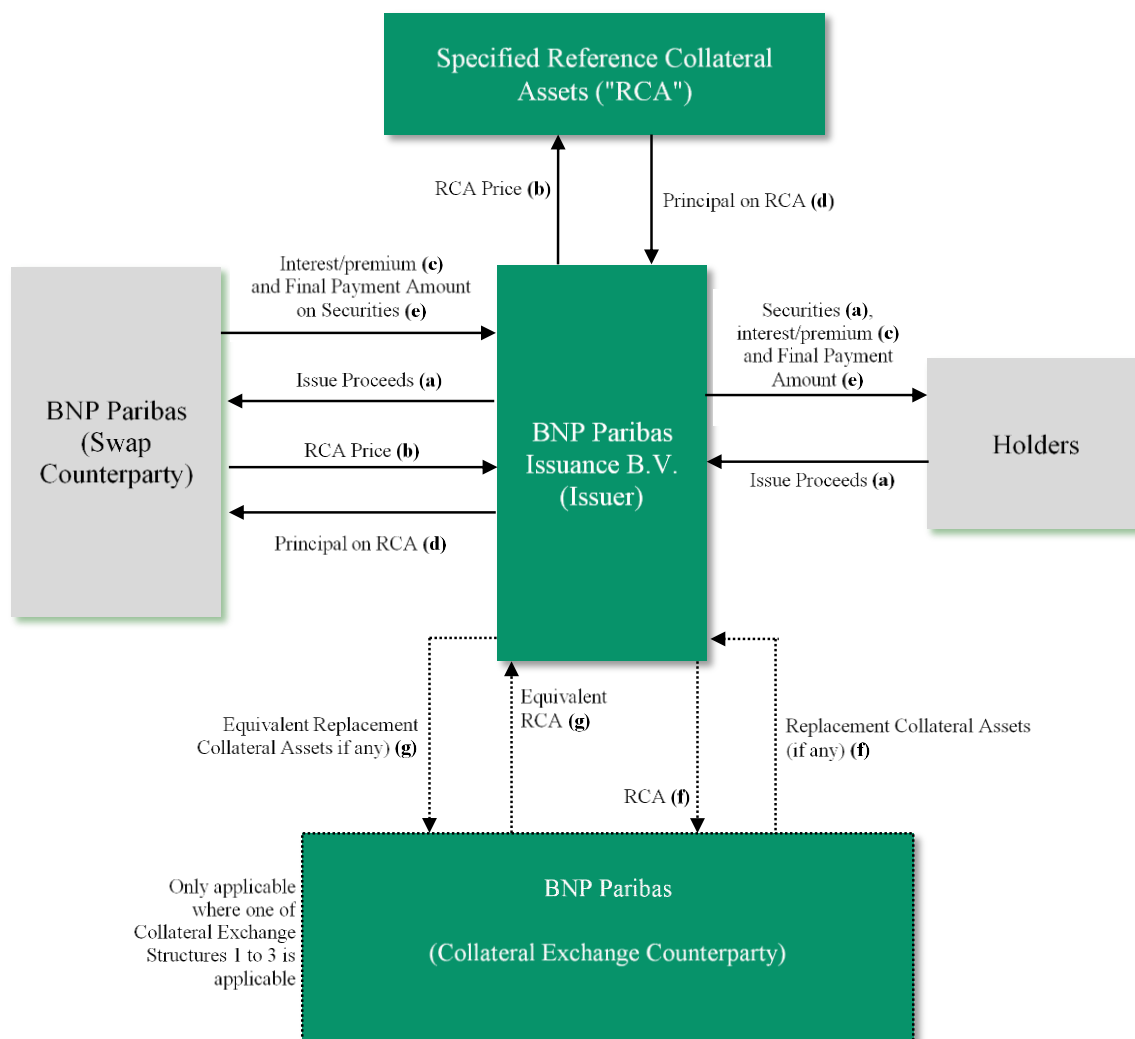 Specified Reference Collateral
Assets ("RCA")
RCA Price (b)
Principal on RCA (d)
Interest/premium (c)
and Final Payment Amount
on Securities (e)
Securities (a),
interest/premium (c)
and Final Payment
Amount (e)
Issue Proceeds (a)
BNP Paribas
(Swap
Counterparty)
BNP Paribas
Issuance B.V.
(Issuer)
Holders
RCA Price (b)
Issue Proceeds (a)
Principal on RCA (d)
Equivalent
RCA (g)
Equivalent Replacement
Collateral Assets if any) (g)
Replacement Collateral Assets
(if any) (f)
RCA (f)
Only applicable
where one of
Collateral Exchange
Structures 1 to 3 is
applicable
BNP Paribas
(Collateral Exchange Counterparty)